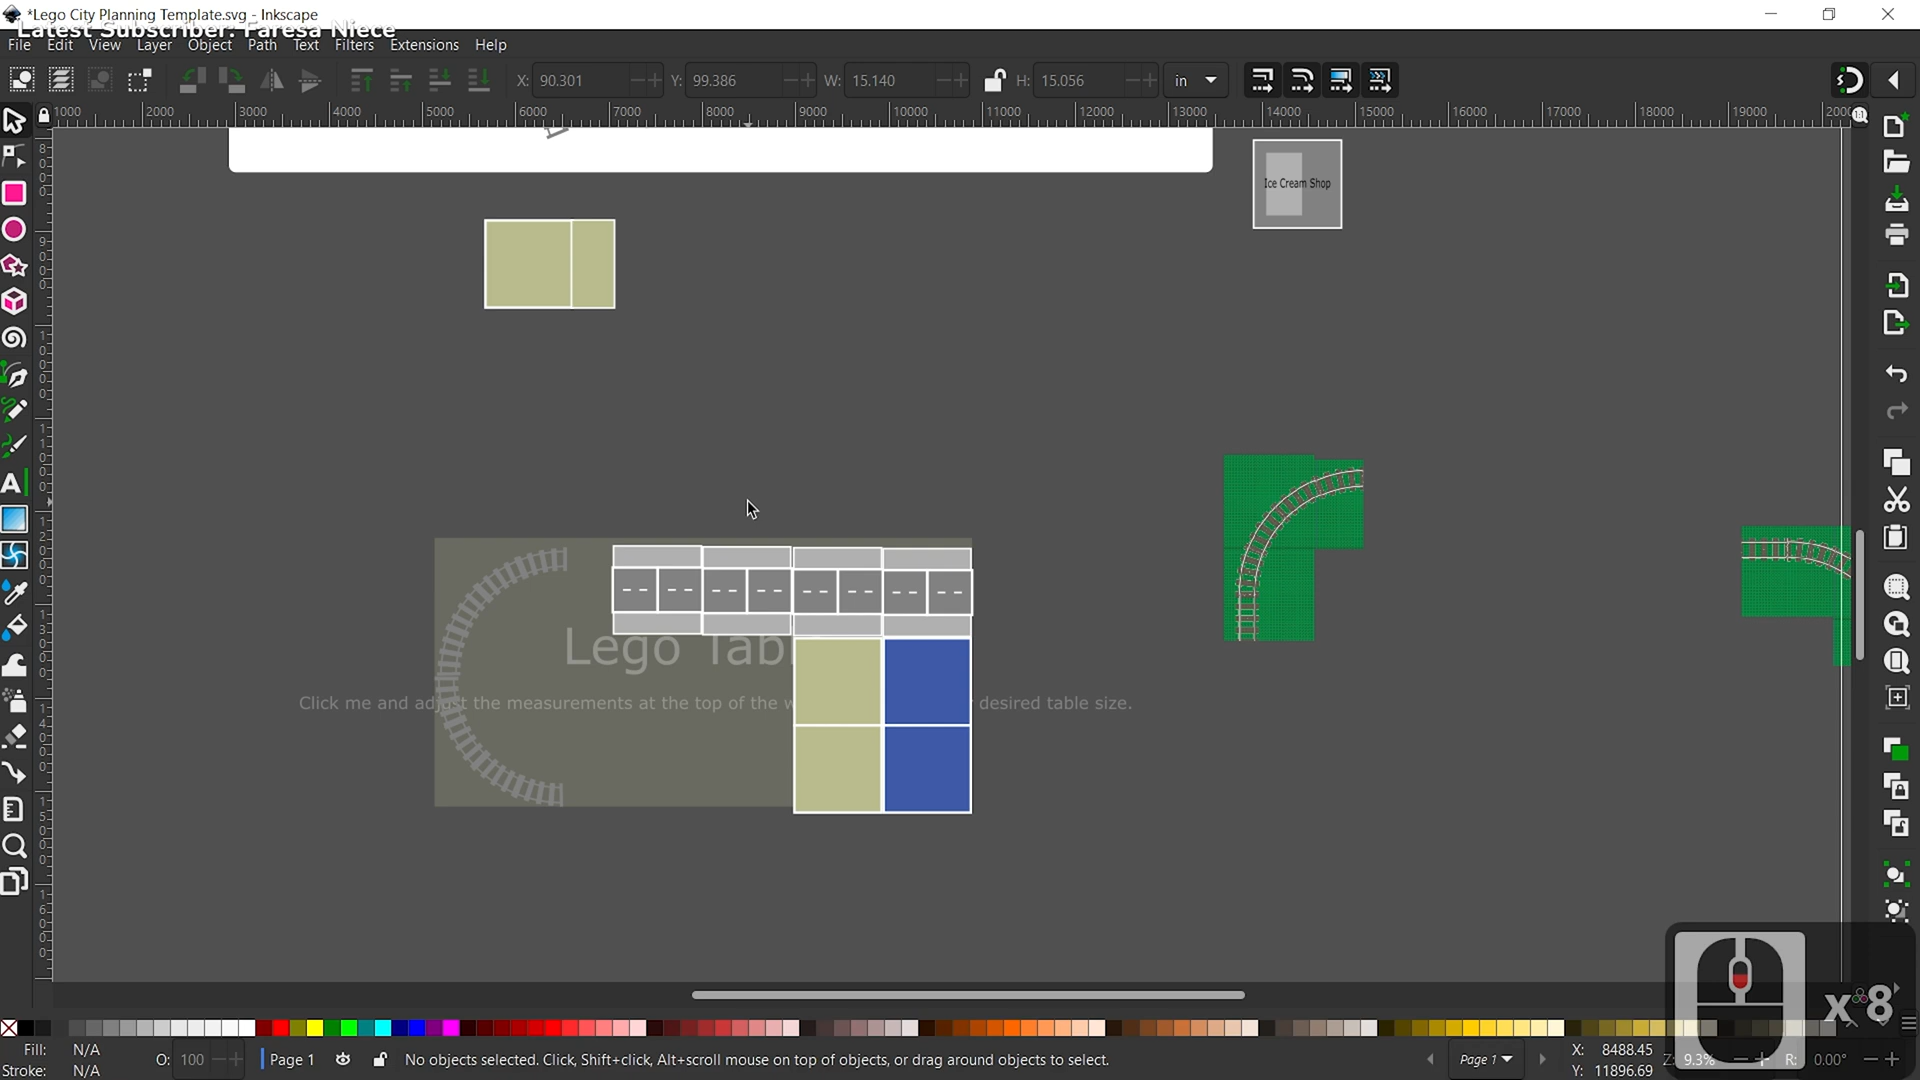 *Lego City Planning Template.svg - Inkscape
Latest Subscriber: Faresa Niece
File Edit View Layer Object Path Text Filters Extensions Help
X: 90.301 Y: 99.386 W: 15.140 H: 15.056 in
1000 2000 3000 4000 5000 6000 7000 8000 9000 10000 11000 12000 13000 14000 15000 16000 17000 18000 19000
Ice Cream Shop
Lego Tabl
Click me and adjust the measurements at the top of the w desired table size.
x8
Fill: N/A
Stroke: N/A
O: 100
Page 1
No objects selected. Click, Shift+click, Alt+scroll mouse on top of objects, or drag around objects to select.
Page 1
X: 8488.45
Y: 11896.69
Z: 9.3%
R: 0.00°